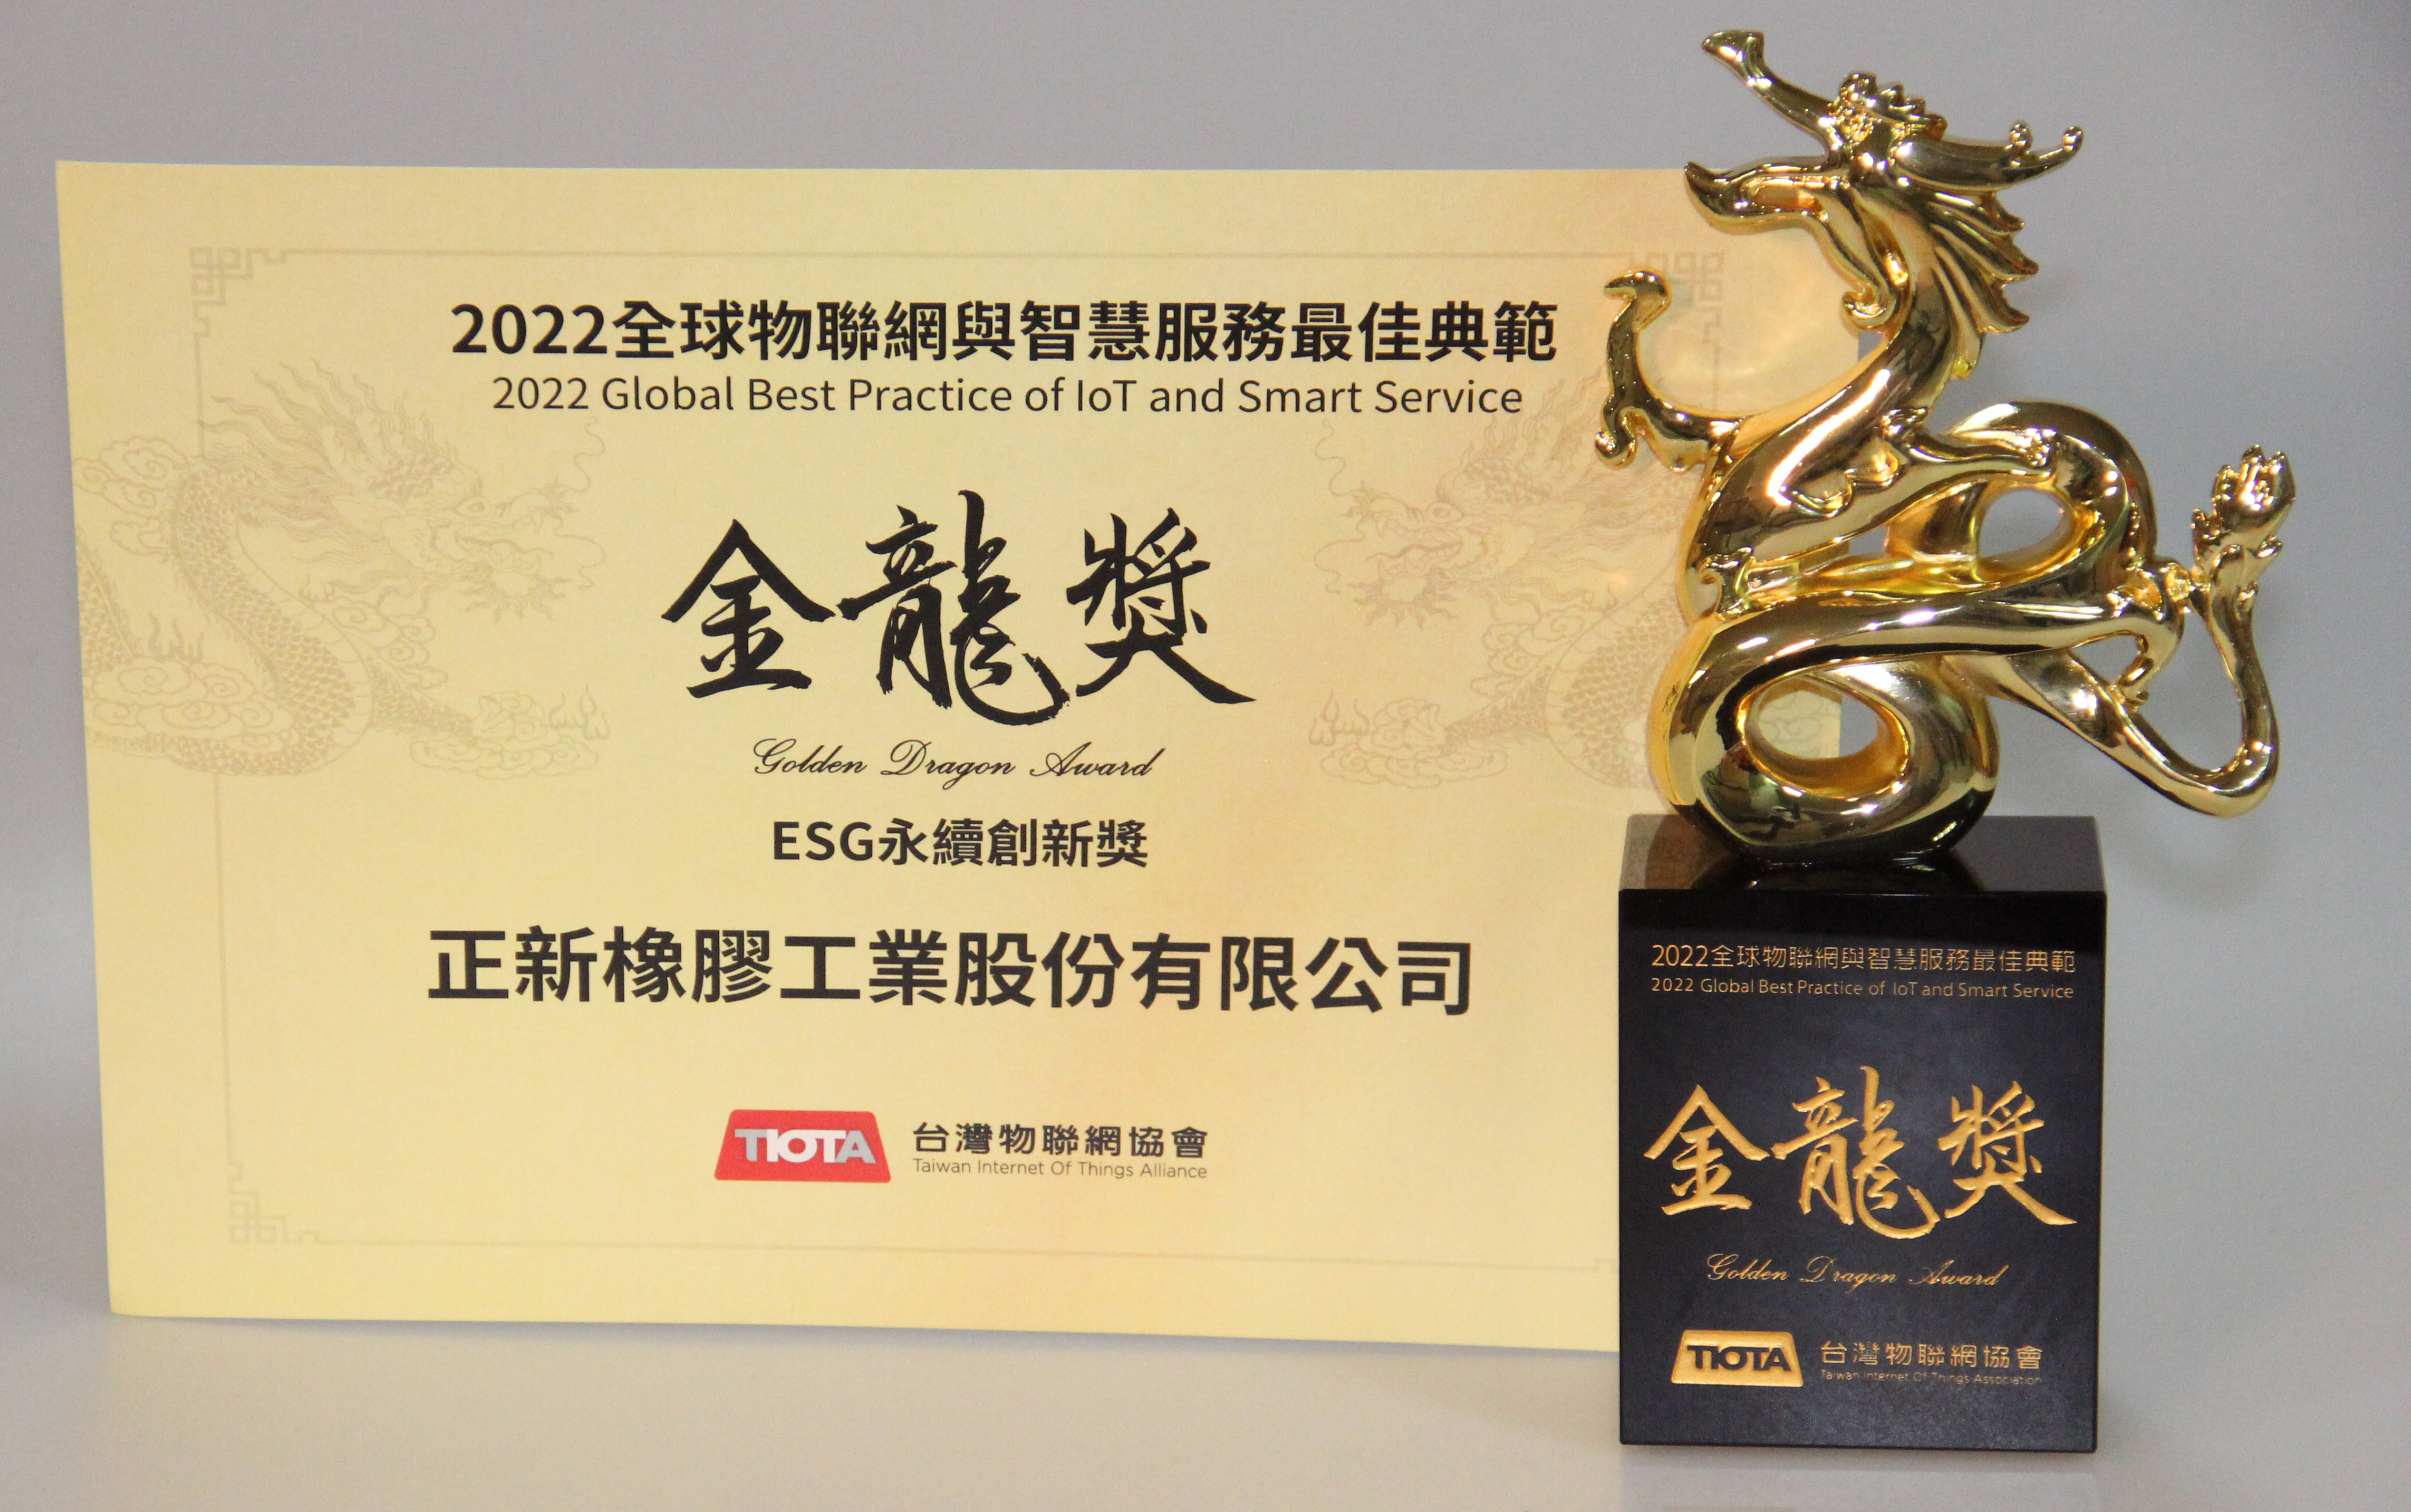 2022全球物聯網與智慧服務最佳典範
2022 Global Best Practice of IoT and Smart Service
金龍獎
Golden Dragon Award
ESG永續創新獎
正新橡膠工業股份有限公司
TIOTA 台灣物聯網協會
Taiwan Internet Of Things Alliance
2022全球物聯網與智慧服務最佳典範
2022 Global Best Practice of IoT and Smart Service
金龍獎
Golden Dragon Award
TIOTA 台灣物聯網協會
Taiwan Internet Of Things Association